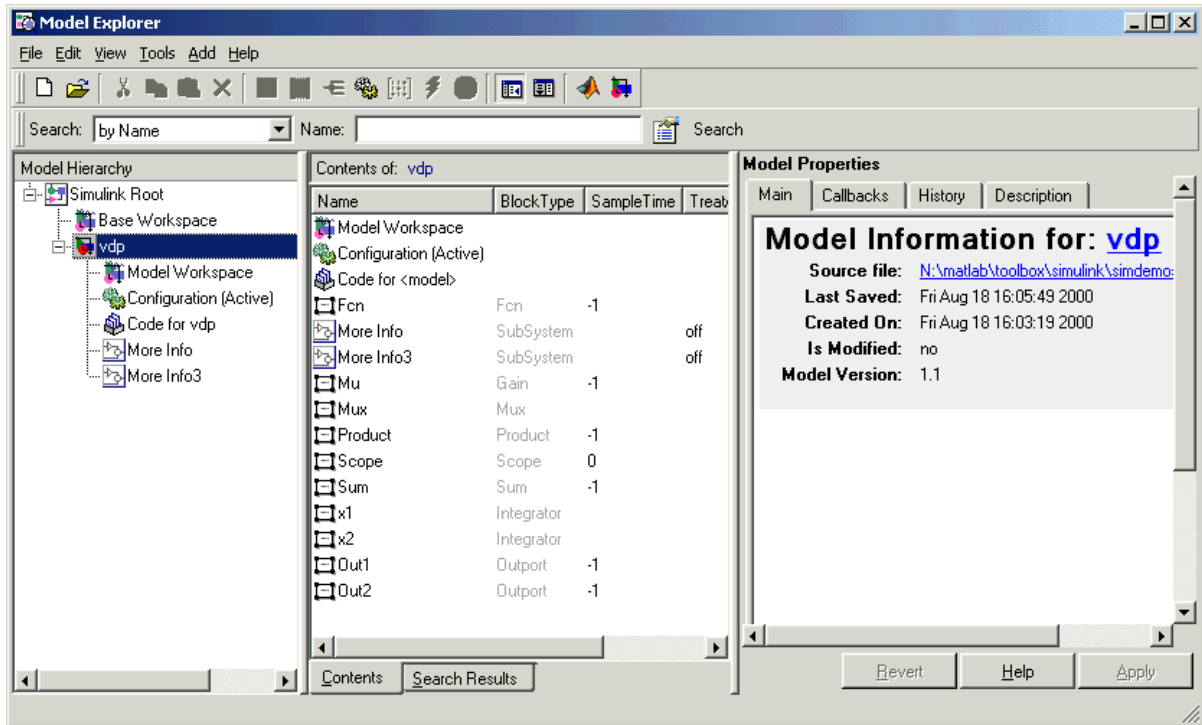 Model Explorer
File Edit View Tools Add Help
Search: by Name Name: Search
Model Hierarchy
Simulink Root
Base Workspace
vdp
Model Workspace
Configuration (Active)
Code for vdp
More Info
More Info3
Contents of: vdp
Name BlockType SampleTime Treat
Model Workspace
Configuration (Active)
Code for <model>
Fcn Fcn -1
More Info SubSystem off
More Info3 SubSystem off
Mu Gain -1
Mux Mux
Product Product -1
Scope Scope 0
Sum Sum -1
x1 Integrator
x2 Integrator
Out1 Outport -1
Out2 Outport -1
Contents Search Results
Model Properties
Main Callbacks History Description
Model Information for: vdp
Source file: N:\matlab\toolbox\simulink\simdemo
Last Saved: Fri Aug 18 16:05:49 2000
Created On: Fri Aug 18 16:03:19 2000
Is Modified: no
Model Version: 1.1
Revert Help Apply